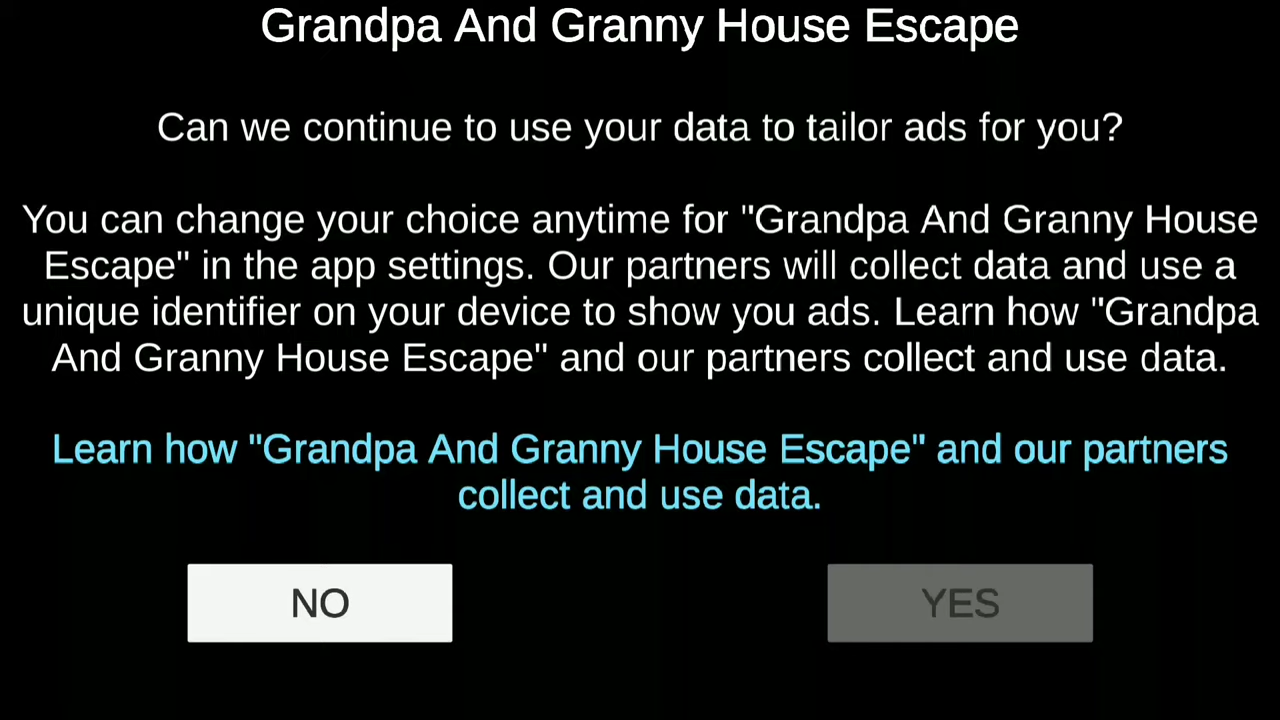 Grandpa And Granny House Escape
Can we continue to use your data to tailor ads for you?
You can change your choice anytime for "Grandpa And Granny House
Escape" in the app settings. Our partners will collect data and use a
unique identifier on your device to show you ads. Learn how "Grandpa
And Granny House Escape" and our partners collect and use data.
Learn how "Grandpa And Granny House Escape" and our partners
collect and use data.
NO
YES